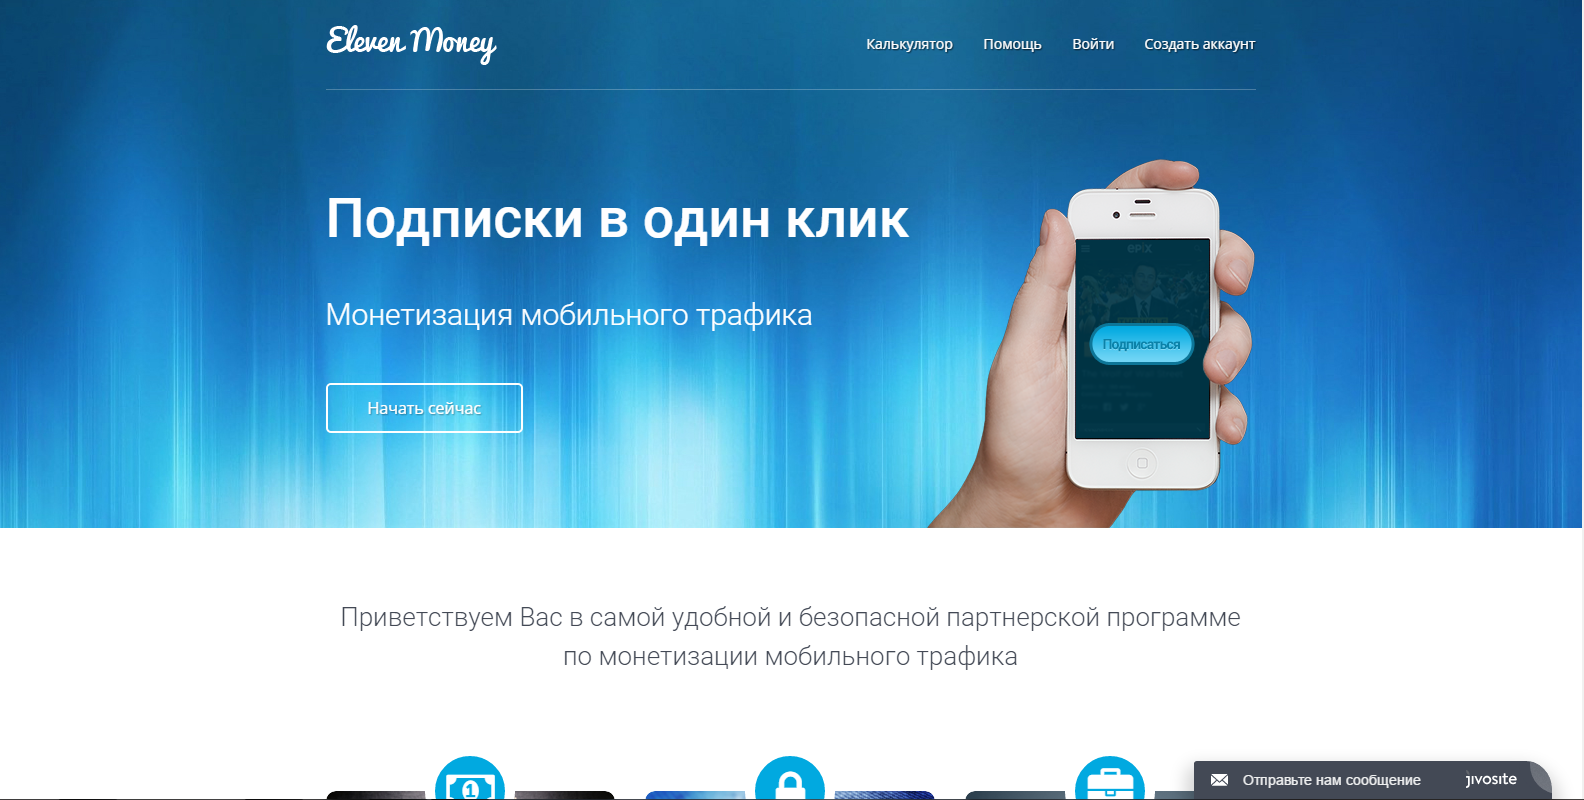 Eleven Money
Калькулятор
Помощь
Войти
Создать аккаунт
Подписки в один клик
Монетизация мобильного трафика
Начать сейчас
epix
Подписаться
Приветствуем Вас в самой удобной и безопасной партнерской программе
по монетизации мобильного трафика
1
Отправьте нам сообщение
jivosite